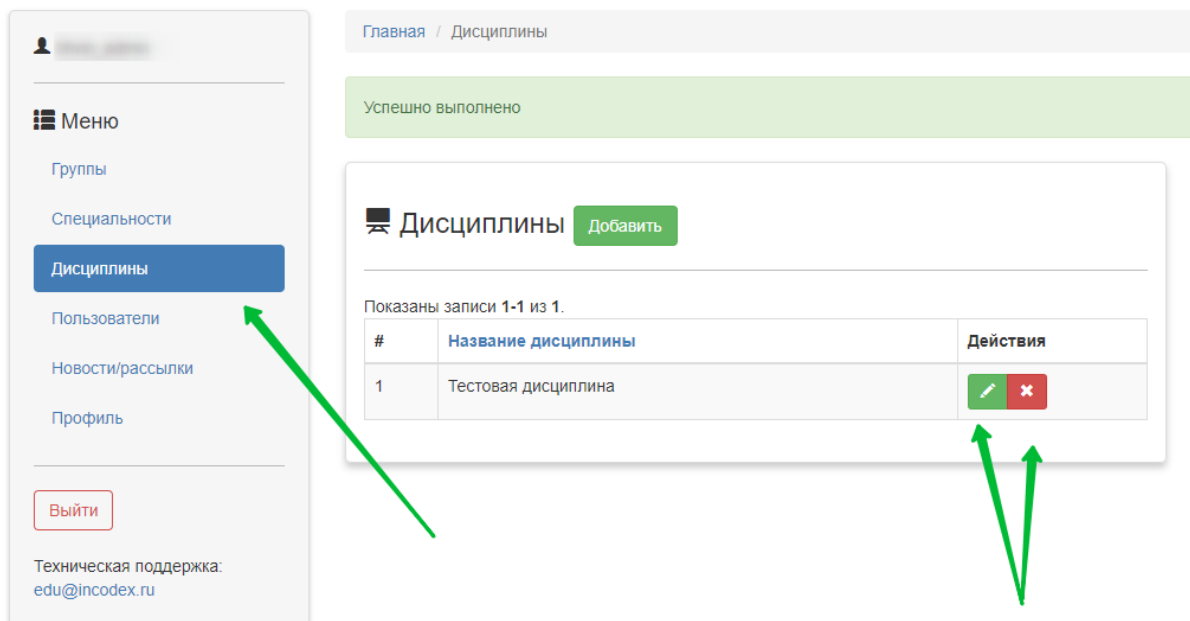 Меню
Группы
Специальности
Дисциплины
Пользователи
Новости/рассылки
Профиль
Выйти
Техническая поддержка:
edu@incodex.ru
Главная / Дисциплины
Успешно выполнено
Дисциплины Добавить
Показаны записи 1-1 из 1.
# Название дисциплины Действия
1 Тестовая дисциплина